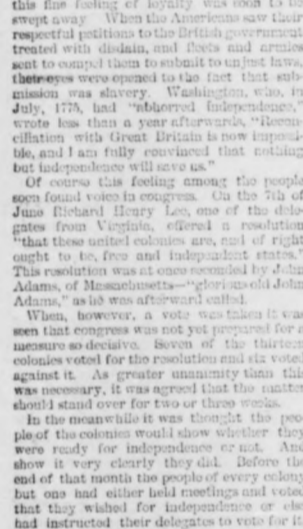 this fine feeling of loyalty was soon to be
swept away. When the Americans saw their
respectful petitions to the British government
treated with disdain, and fleets and armies
sent to compel them to submit to unjust laws,
their eyes were opened to the fact that sub-
mission was slavery. Washington, who, in
July, 1775, had "abhorred independence,"
wrote less than a year afterwards, "Recon-
ciliation with Great Britain is now impossi-
ble, and I am fully convinced that nothing
but independence will save us."
Of course this feeling among the people
soon found voice in congress. On the 7th of
June Richard Henry Lee, one of the dele-
gates from Virginia, offered a resolution
"that these united colonies are, and of right
ought to be, free and independent states."
This resolution was at once seconded by John
Adams, of Massachusetts—"glorious old John
Adams," as he was afterward called.
When, however, a vote was taken it was
seen that congress was not yet prepared for a
measure so decisive. Seven of the thirteen
colonies voted for the resolution and six voted
against it. As greater unanimity than this
was necessary, it was agreed that the matter
should stand over for two or three weeks.
In the meanwhile it was thought the peo-
ple of the colonies would show whether they
were ready for independence or not. And
show it very clearly they did. Before the
end of that month the people of every colony
but one had either held meetings and voted
that they wished for independence or else
had instructed their delegates to vote for